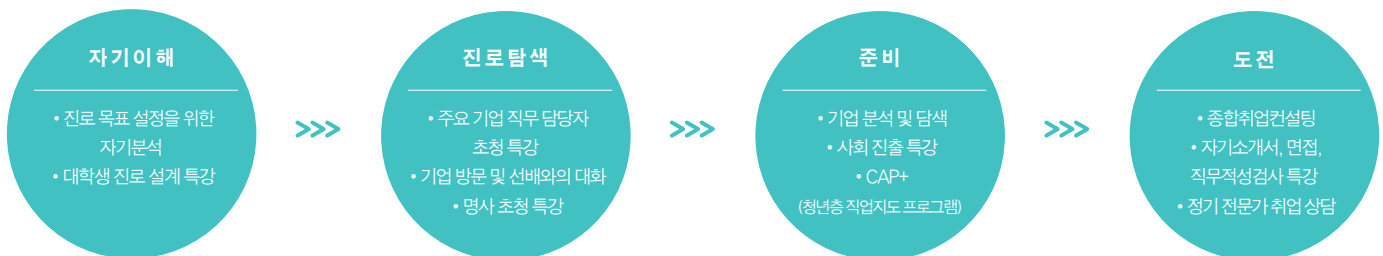 자기이해
• 진로 목표 설정을 위한
자기분석
• 대학생 진로 설계 특강
진로탐색
• 주요 기업 직무 담당자
초청 특강
• 기업 방문 및 선배와의 대화
• 명사 초청 특강
준비
• 기업 분석 및 담색
• 사회 진출 특강
• CAP+
(청년층 직업지도 프로그램)
도전
• 종합취업컨설팅
• 자기소개서, 면접,
직무적성검사 특강
• 정기 전문가 취업 상담